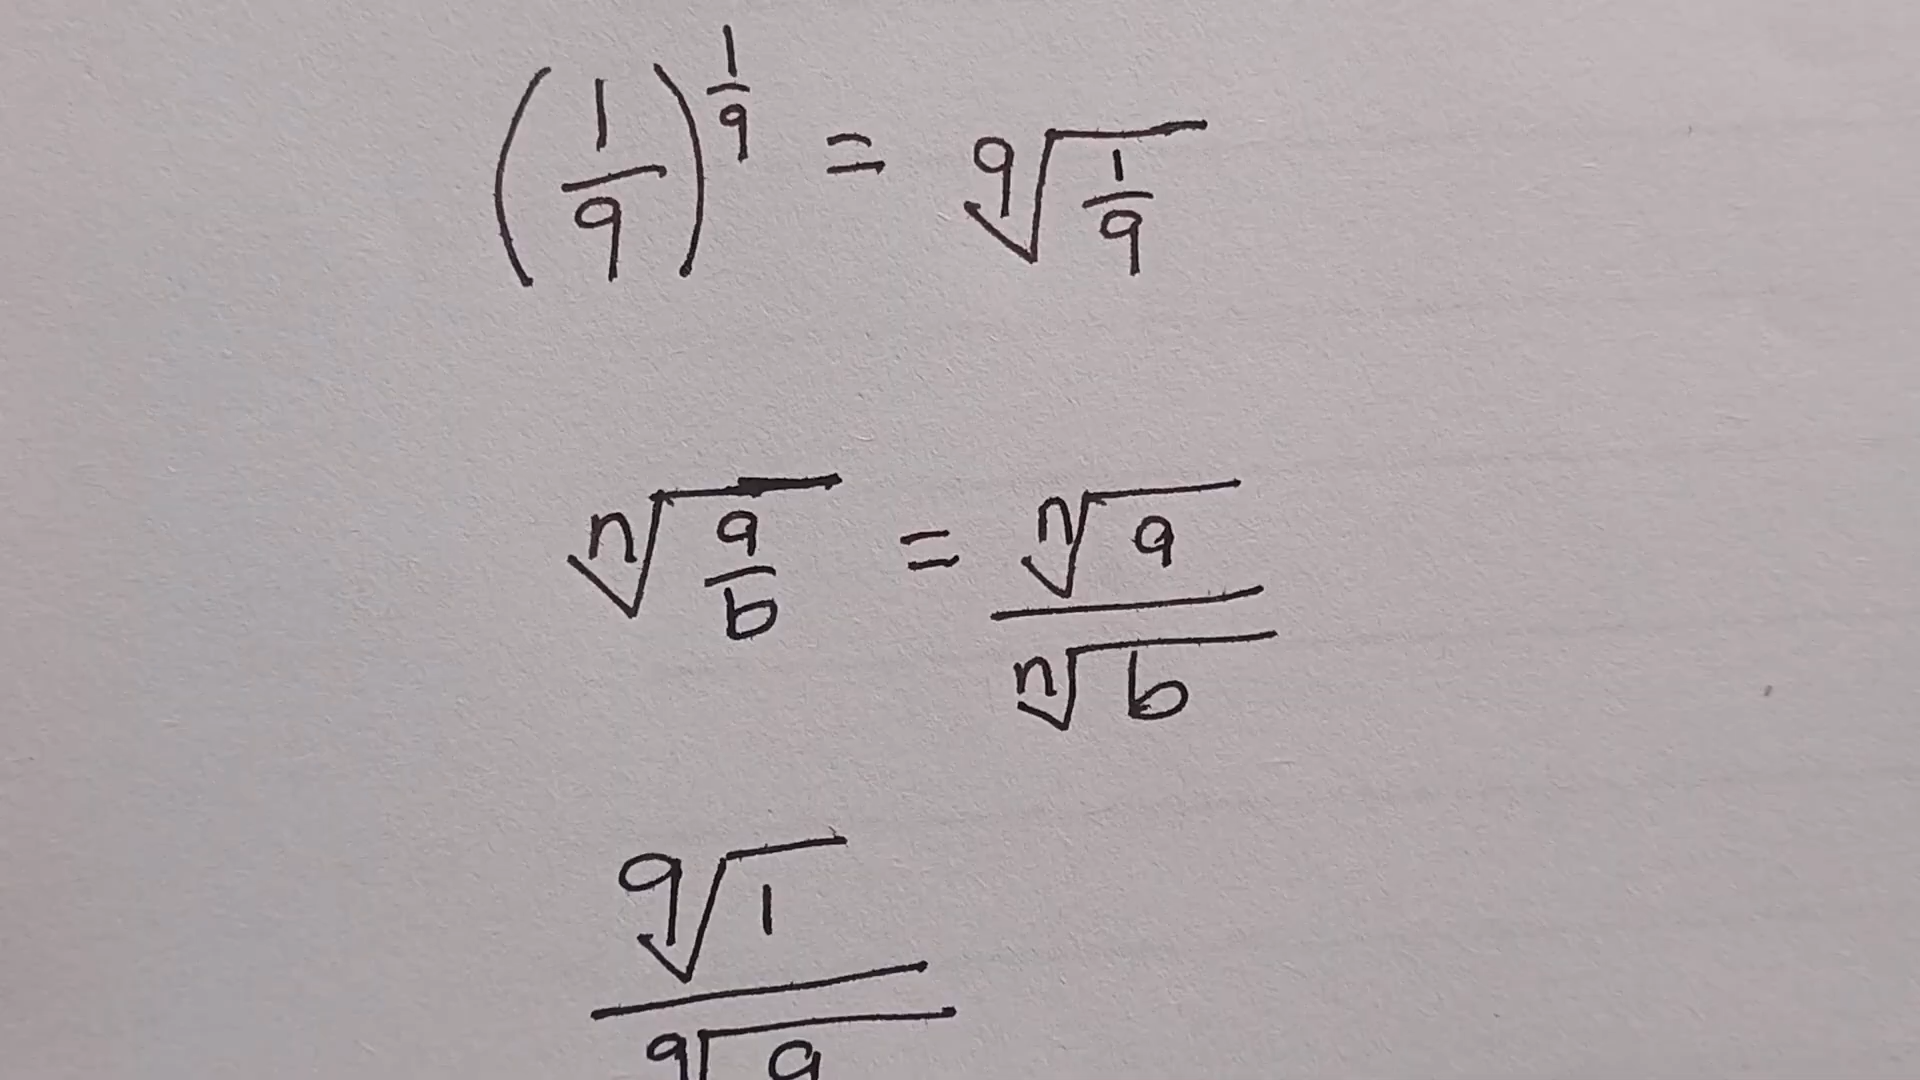 (1/9)^(1/9) = ⁹√(1/9)
ⁿ√(a/b) = ⁿ√a / ⁿ√b
⁹√1 / ⁹√9